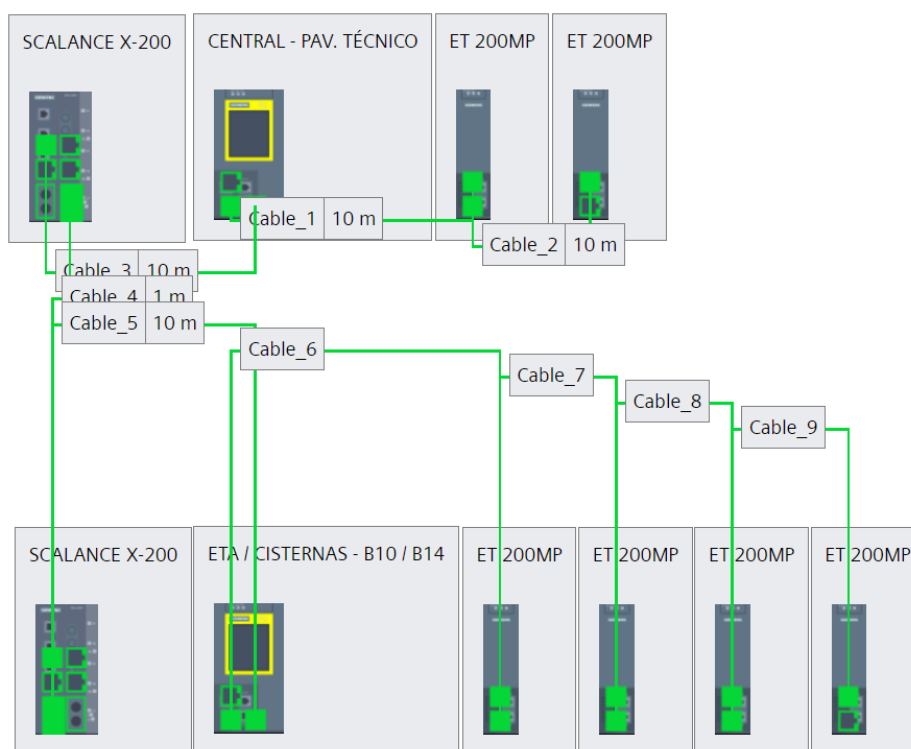 SCALANCE X-200
CENTRAL - PAV. TÉCNICO
ET 200MP
ET 200MP
Cable_1 10 m
Cable_2 10 m
Cable_3 10 m
Cable_4 1 m
Cable_5 10 m
Cable_6
Cable_7
Cable_8
Cable_9
SCALANCE X-200
ETA / CISTERNAS - B10 / B14
ET 200MP
ET 200MP
ET 200MP
ET 200MP